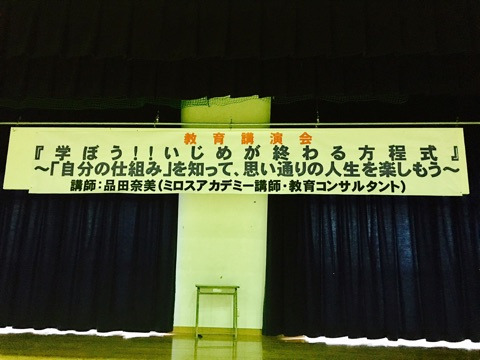 教育講演会
『学ぼう!!いじめが終わる方程式』
～「自分の仕組み」を知って、思い通りの人生を楽しもう～
講師:品田奈美(ミロスアカデミー講師・教育コンサルタント)